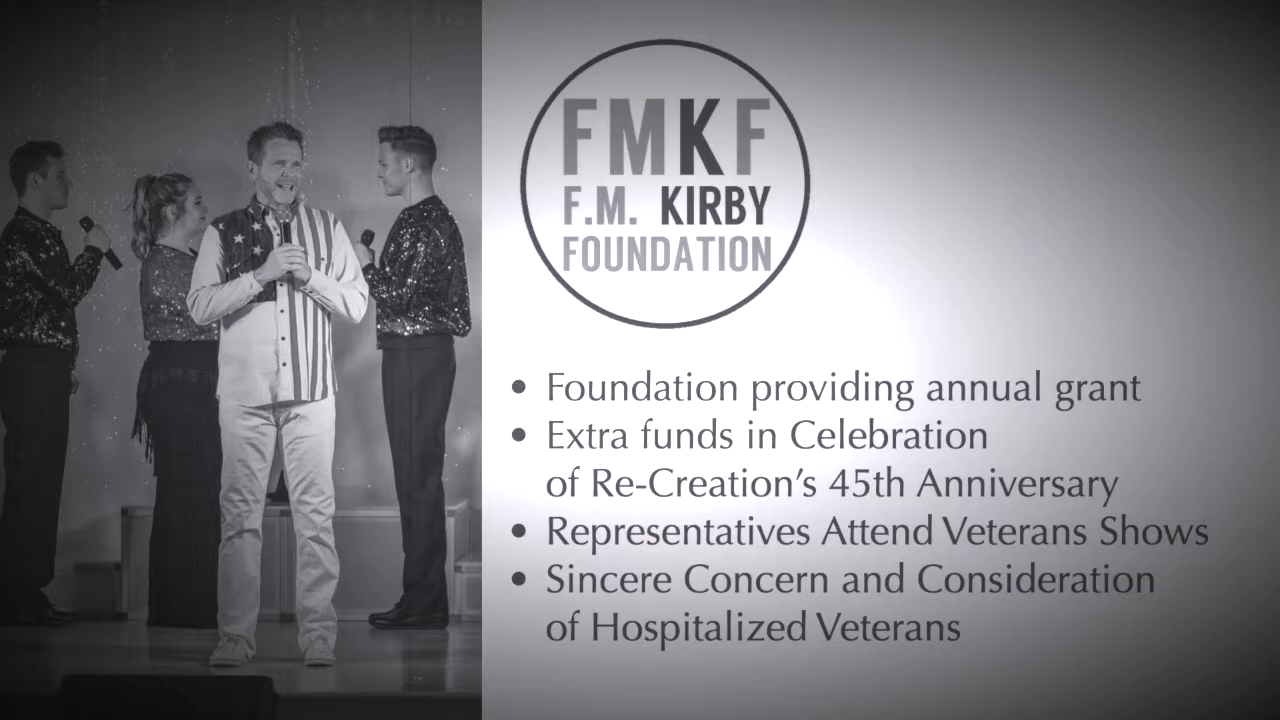 FMKF
F.M. KIRBY
FOUNDATION
• Foundation providing annual grant
• Extra funds in Celebration
of Re-Creation’s 45th Anniversary
• Representatives Attend Veterans Shows
• Sincere Concern and Consideration
of Hospitalized Veterans